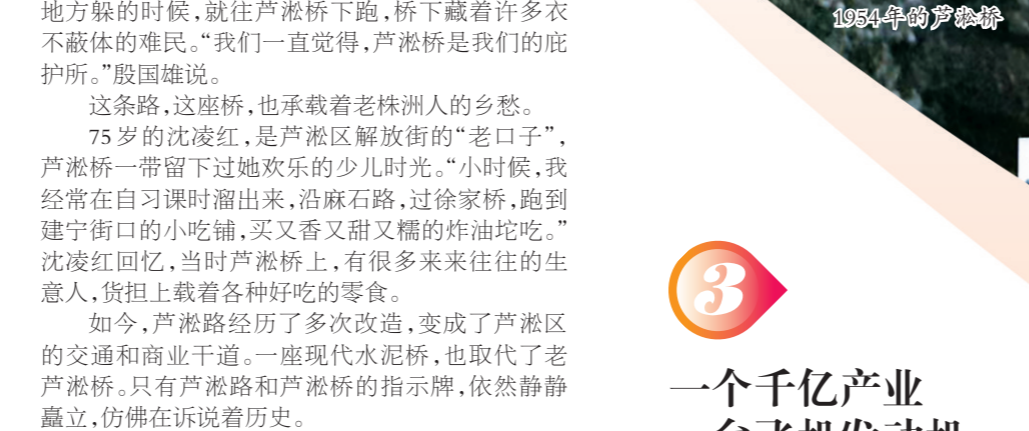 地方躲的时候,就往芦淞桥下跑,桥下藏着许多衣
不蔽体的难民。“我们一直觉得,芦淞桥是我们的庇
护所。”殷国雄说。
这条路,这座桥,也承载着老株洲人的乡愁。
75岁的沈凌红,是芦淞区解放街的“老口子”,
芦淞桥一带留下过她欢乐的少儿时光。“小时候,我
经常在自习课时溜出来,沿麻石路,过徐家桥,跑到
建宁街口的小吃铺,买又香又甜又糯的炸油坨吃。”
沈凌红回忆,当时芦淞桥上,有很多来来往往的生
意人,货担上载着各种好吃的零食。
如今,芦淞路经历了多次改造,变成了芦淞区
的交通和商业干道。一座现代水泥桥,也取代了老
芦淞桥。只有芦淞路和芦淞桥的指示牌,依然静静
矗立,仿佛在诉说着历史。
1954年的芦淞桥
3
一个千亿产业
一台飞机发动机